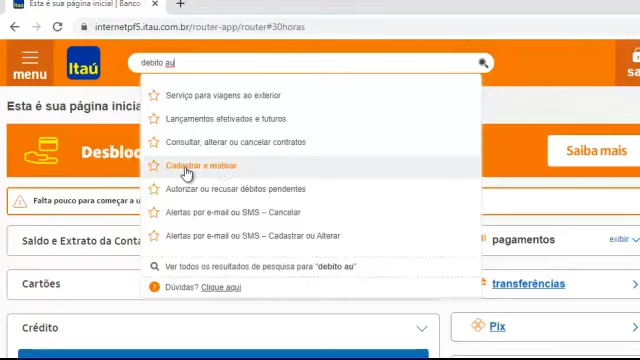 Esta é sua página inicial | Banco
internetpf5.itau.com.br/router-app/router#30horas
menu
Itaú
debito au
sa
Serviço para viagens ao exterior
Esta é sua página inicia
Lançamentos efetivados e futuros
Consultar, alterar ou cancelar contratos
Desbloc
Saiba mais
Cadastrar e reativar
Autorizar ou recusar débitos pendentes
Falta pouco para começar a u
Alertas por e-mail ou SMS – Cancelar
Saldo e Extrato da Conta
Alertas por e-mail ou SMS – Cadastrar ou Alterar
pagamentos
exibir
Ver todos os resultados de pesquisa para "debito au"
Cartões
Dúvidas? Clique aqui
transferências
Crédito
Pix